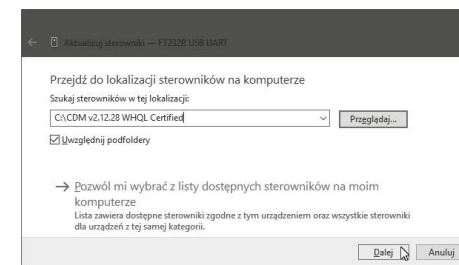 Aktualizuj sterowniki — FT232R USB UART
Przejdź do lokalizacji sterowników na komputerze
Szukaj sterowników w tej lokalizacji:
C:\CDM v2.12.28 WHQL Certified
Przeglądaj...
Uwzględnij podfoldery
Pozwól mi wybrać z listy dostępnych sterowników na moim
komputerze
Lista zawiera dostępne sterowniki zgodne z tym urządzeniem oraz wszystkie sterowniki
dla urządzeń z tej samej kategorii.
Dalej Anuluj